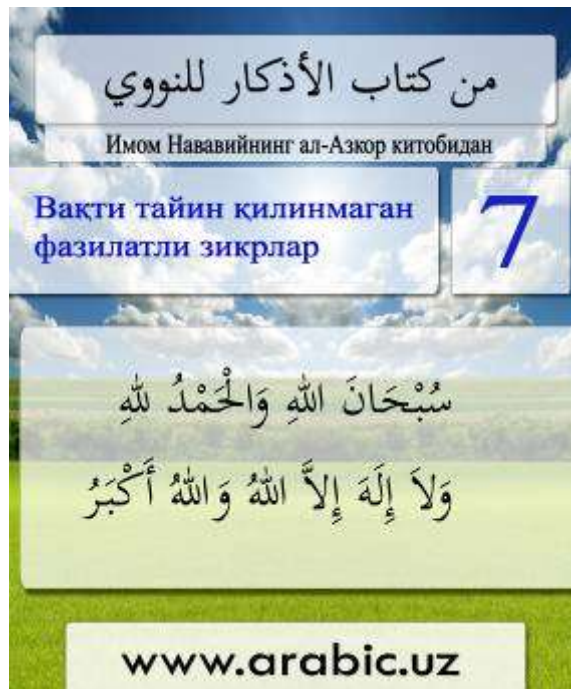 من كتاب الأذكار للنووي
Имом Нававийнинг ал-Азкор китобидан
Вақти тайин қилинмаган
фазилатли зикрлар
7
سُبْحَانَ اللهِ وَالْحَمْدُ لِلهِ
وَلاَ إِلَهَ إِلاَّ اللهُ وَاللهُ أَكْبَرُ
www.arabic.uz